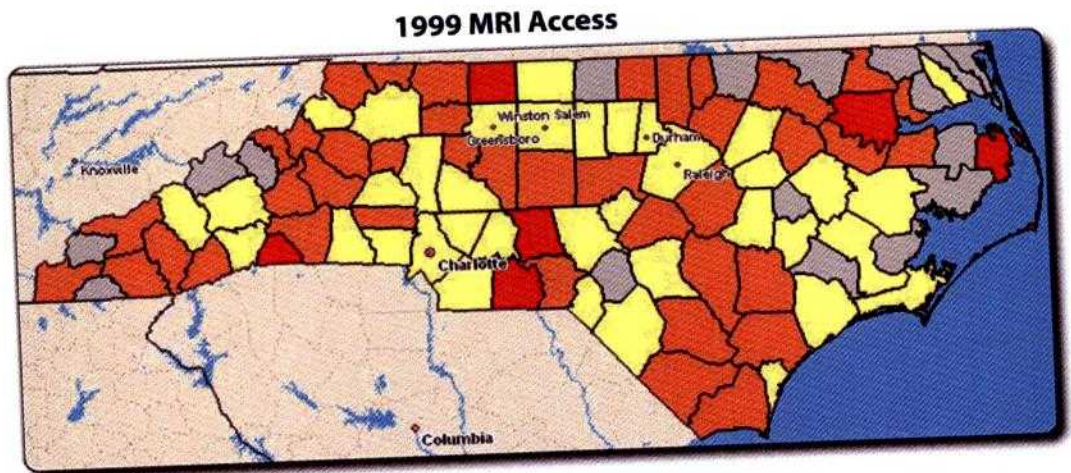 1999 MRI Access
Winston Salem
Durham
Greensboro
Knoxville
Raleigh
Charlotte
Columbia